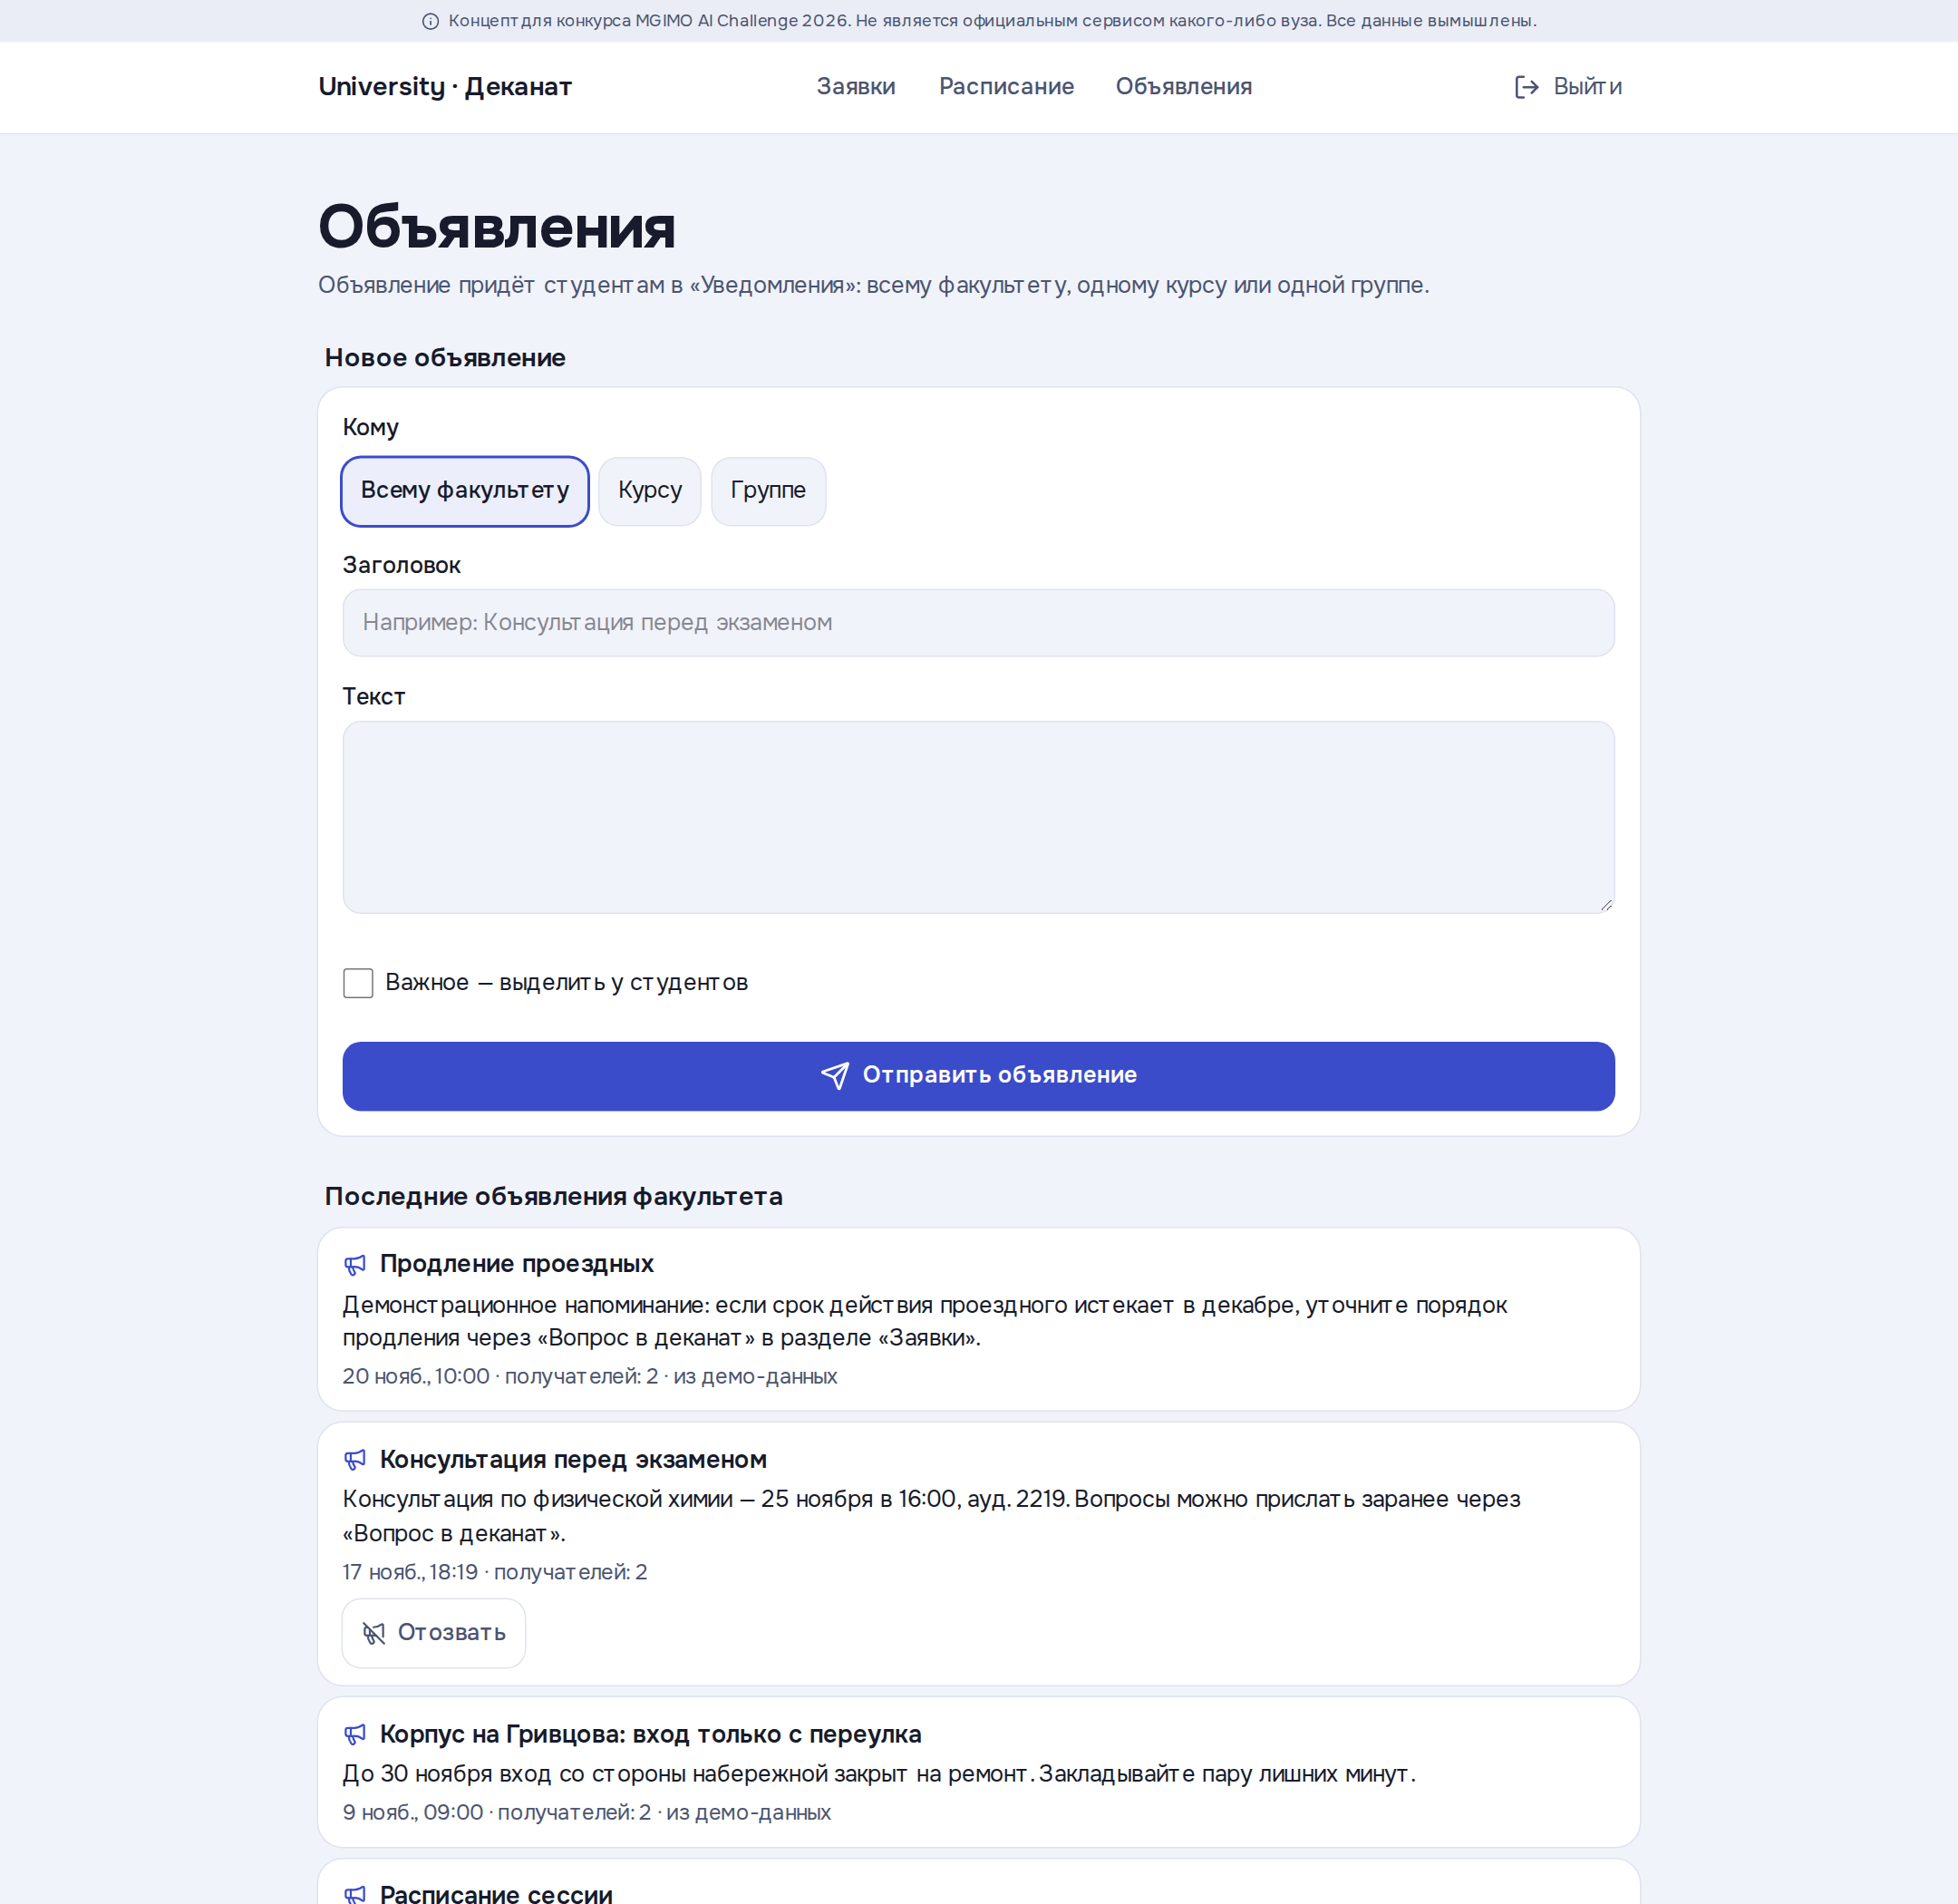 Концепт для конкурса MGIMO AI Challenge 2026. Не является официальным сервисом какого-либо вуза. Все данные вымышлены.
University · Деканат
Заявки
Расписание
Объявления
Выйти
Объявления
Объявление придёт студентам в «Уведомления»: всему факультету, одному курсу или одной группе.
Новое объявление
Кому
Всему факультету
Курсу
Группе
Заголовок
Например: Консультация перед экзаменом
Текст
Важное — выделить у студентов
Отправить объявление
Последние объявления факультета
Продление проездных
Демонстрационное напоминание: если срок действия проездного истекает в декабре, уточните порядок
продления через «Вопрос в деканат» в разделе «Заявки».
20 нояб., 10:00 · получателей: 2 · из демо-данных
Консультация перед экзаменом
Консультация по физической химии — 25 ноября в 16:00, ауд. 2219. Вопросы можно прислать заранее через
«Вопрос в деканат».
17 нояб., 18:19 · получателей: 2
Отозвать
Корпус на Гривцова: вход только с переулка
До 30 ноября вход со стороны набережной закрыт на ремонт. Закладывайте пару лишних минут.
9 нояб., 09:00 · получателей: 2 · из демо-данных
Расписание сессии